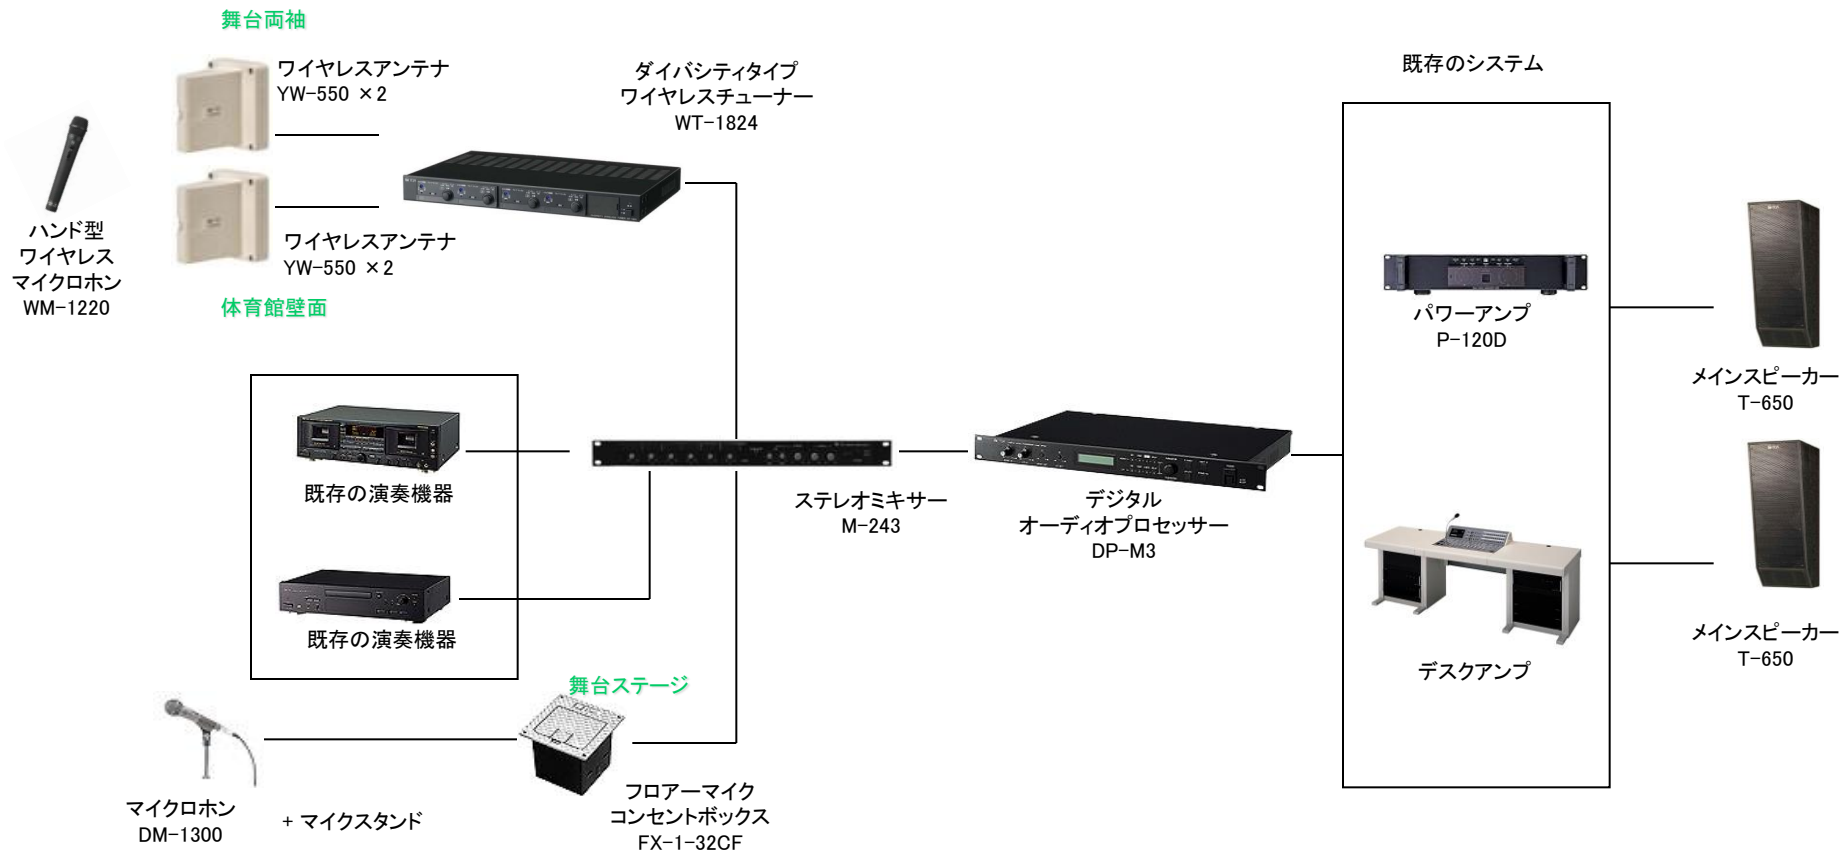 舞台両袖
ワイヤレスアンテナ
YW-550 ×2
ダイバシティタイプ
ワイヤレスチューナー
WT-1824
既存のシステム
ハンド型
ワイヤレス
マイクロホン
WM-1220
ワイヤレスアンテナ
YW-550 ×2
体育館壁面
パワーアンプ
P-120D
メインスピーカー
T-650
既存の演奏機器
ステレオミキサー
M-243
デジタル
オーディオプロセッサー
DP-M3
既存の演奏機器
デスクアンプ
メインスピーカー
T-650
舞台ステージ
マイクロホン
DM-1300
+ マイクスタンド
フロアーマイク
コンセントボックス
FX-1-32CF